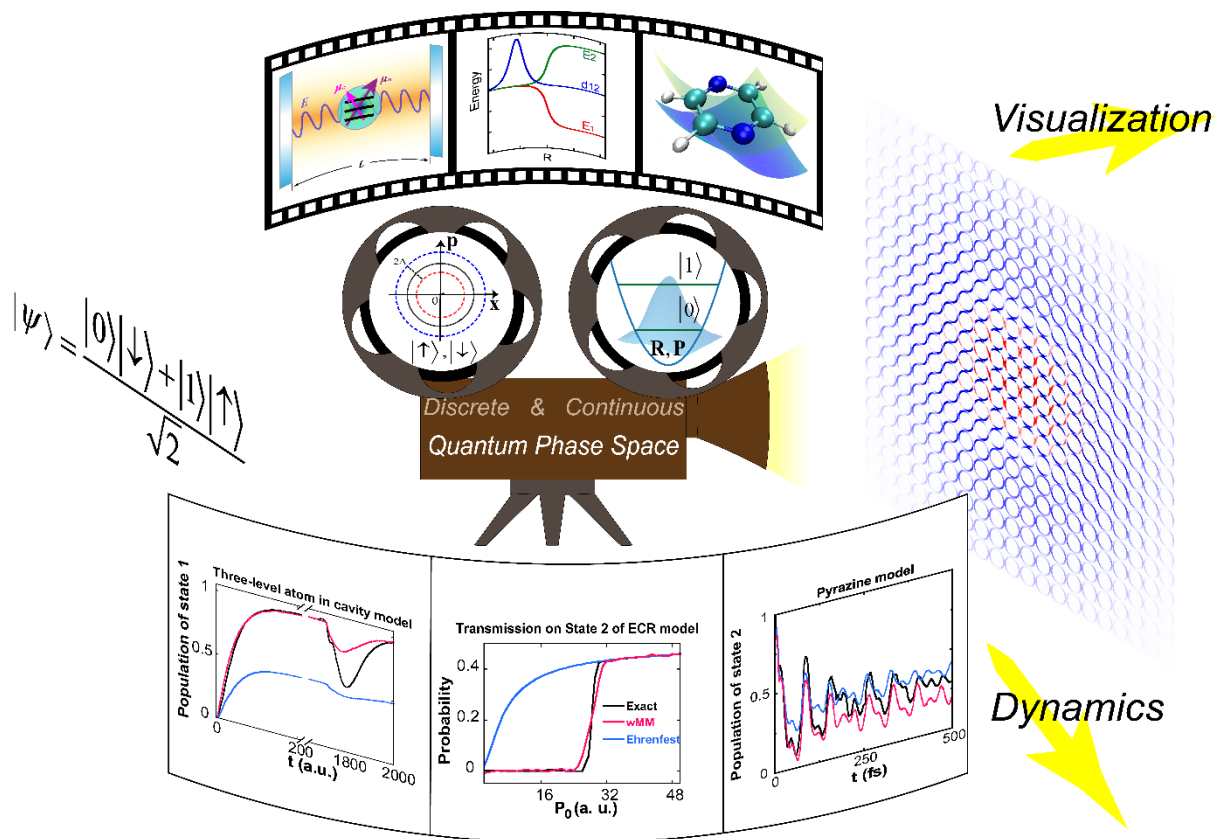 E
μ
L
Energy
E2
d12
E1
R
Visualization
p
2λ
0
x
|↑⟩,|↓⟩
|1⟩
|0⟩
R, P
|ψ⟩ = |0⟩|↓⟩+|1⟩|↑⟩
√2
Discrete & Continuous
Quantum Phase Space
Three-level atom in cavity model
Population of state 1
1
0.5
0
0
200
1800
2000
t (a.u.)
Transmission on State 2 of ECR model
Probability
0.4
0.2
0
Exact
wMM
Ehrenfest
16
32
48
P₀(a. u.)
Pyrazine model
Population of state 2
1
0.5
0
0
250
500
t (fs)
Dynamics